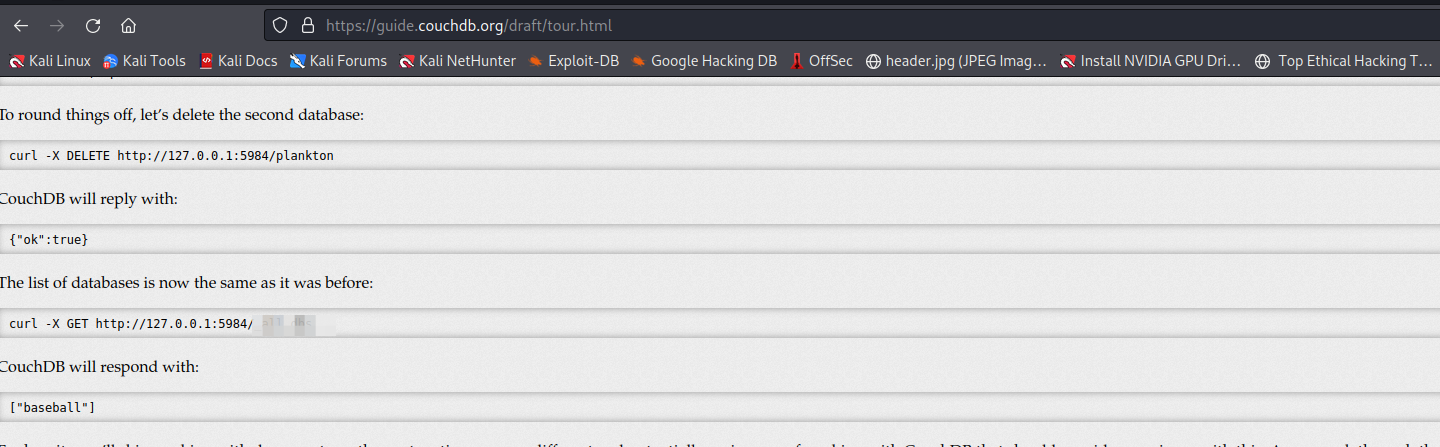 https://guide.couchdb.org/draft/tour.html
Kali Linux Kali Tools Kali Docs Kali Forums Kali NetHunter Exploit-DB Google Hacking DB OffSec header.jpg (JPEG Imag… Install NVIDIA GPU Dri… Top Ethical Hacking T…
To round things off, let’s delete the second database:
curl -X DELETE http://127.0.0.1:5984/plankton
CouchDB will reply with:
{"ok":true}
The list of databases is now the same as it was before:
curl -X GET http://127.0.0.1:5984/
CouchDB will respond with:
["baseball"]